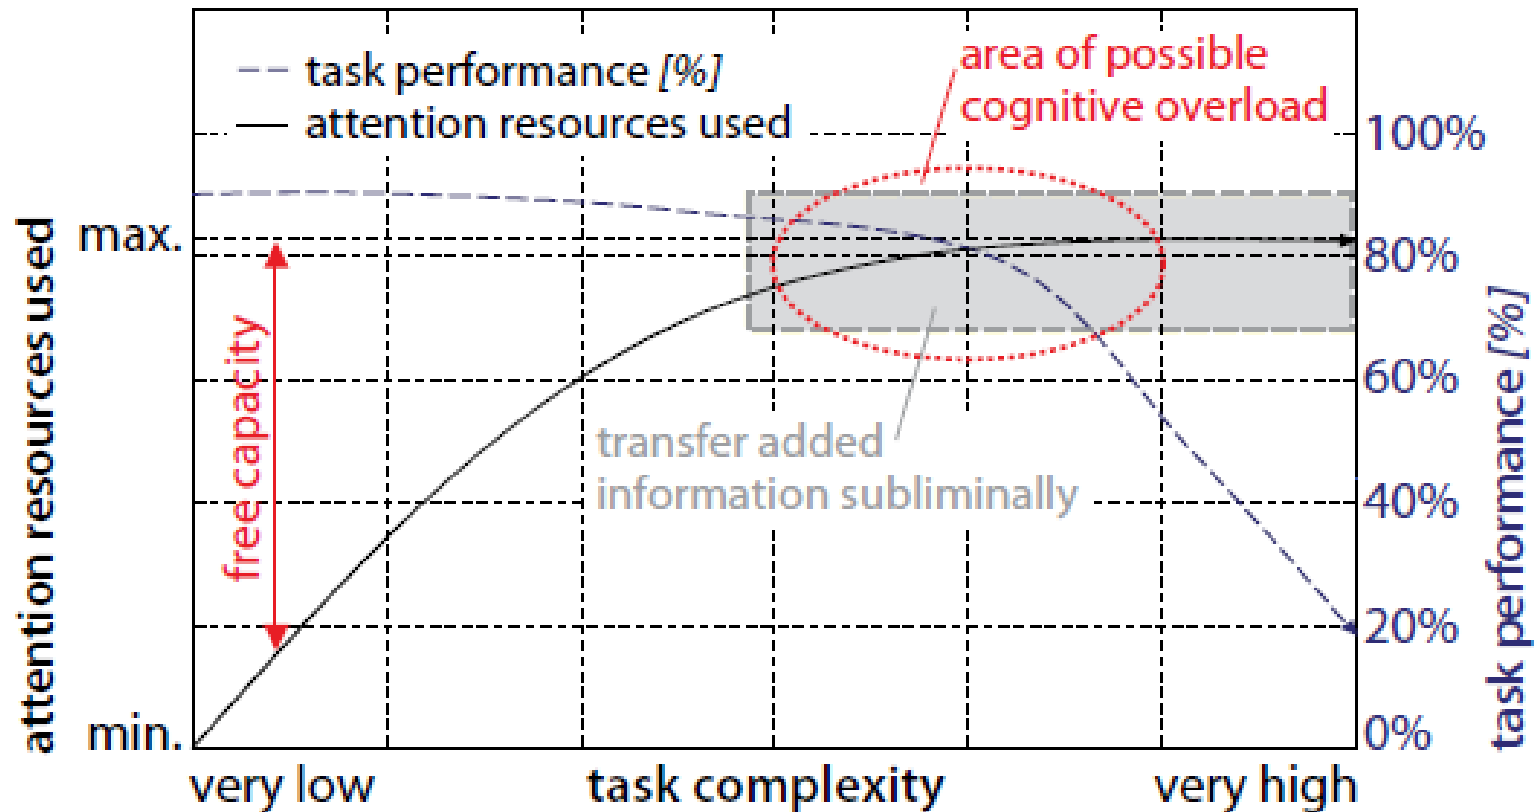 task performance [%]
attention resources used
area of possible
cognitive overload
100%
80%
60%
40%
20%
0%
task performance [%]
max.
min.
attention resources used
free capacity
transfer added
information subliminally
very low
task complexity
very high